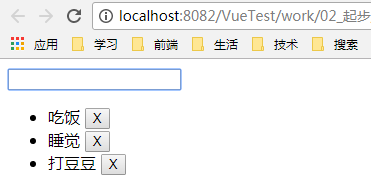 localhost:8082/VueTest/work/02_起步
应用 学习 前端 生活 技术 搜索
吃饭 X
睡觉 X
打豆豆 X